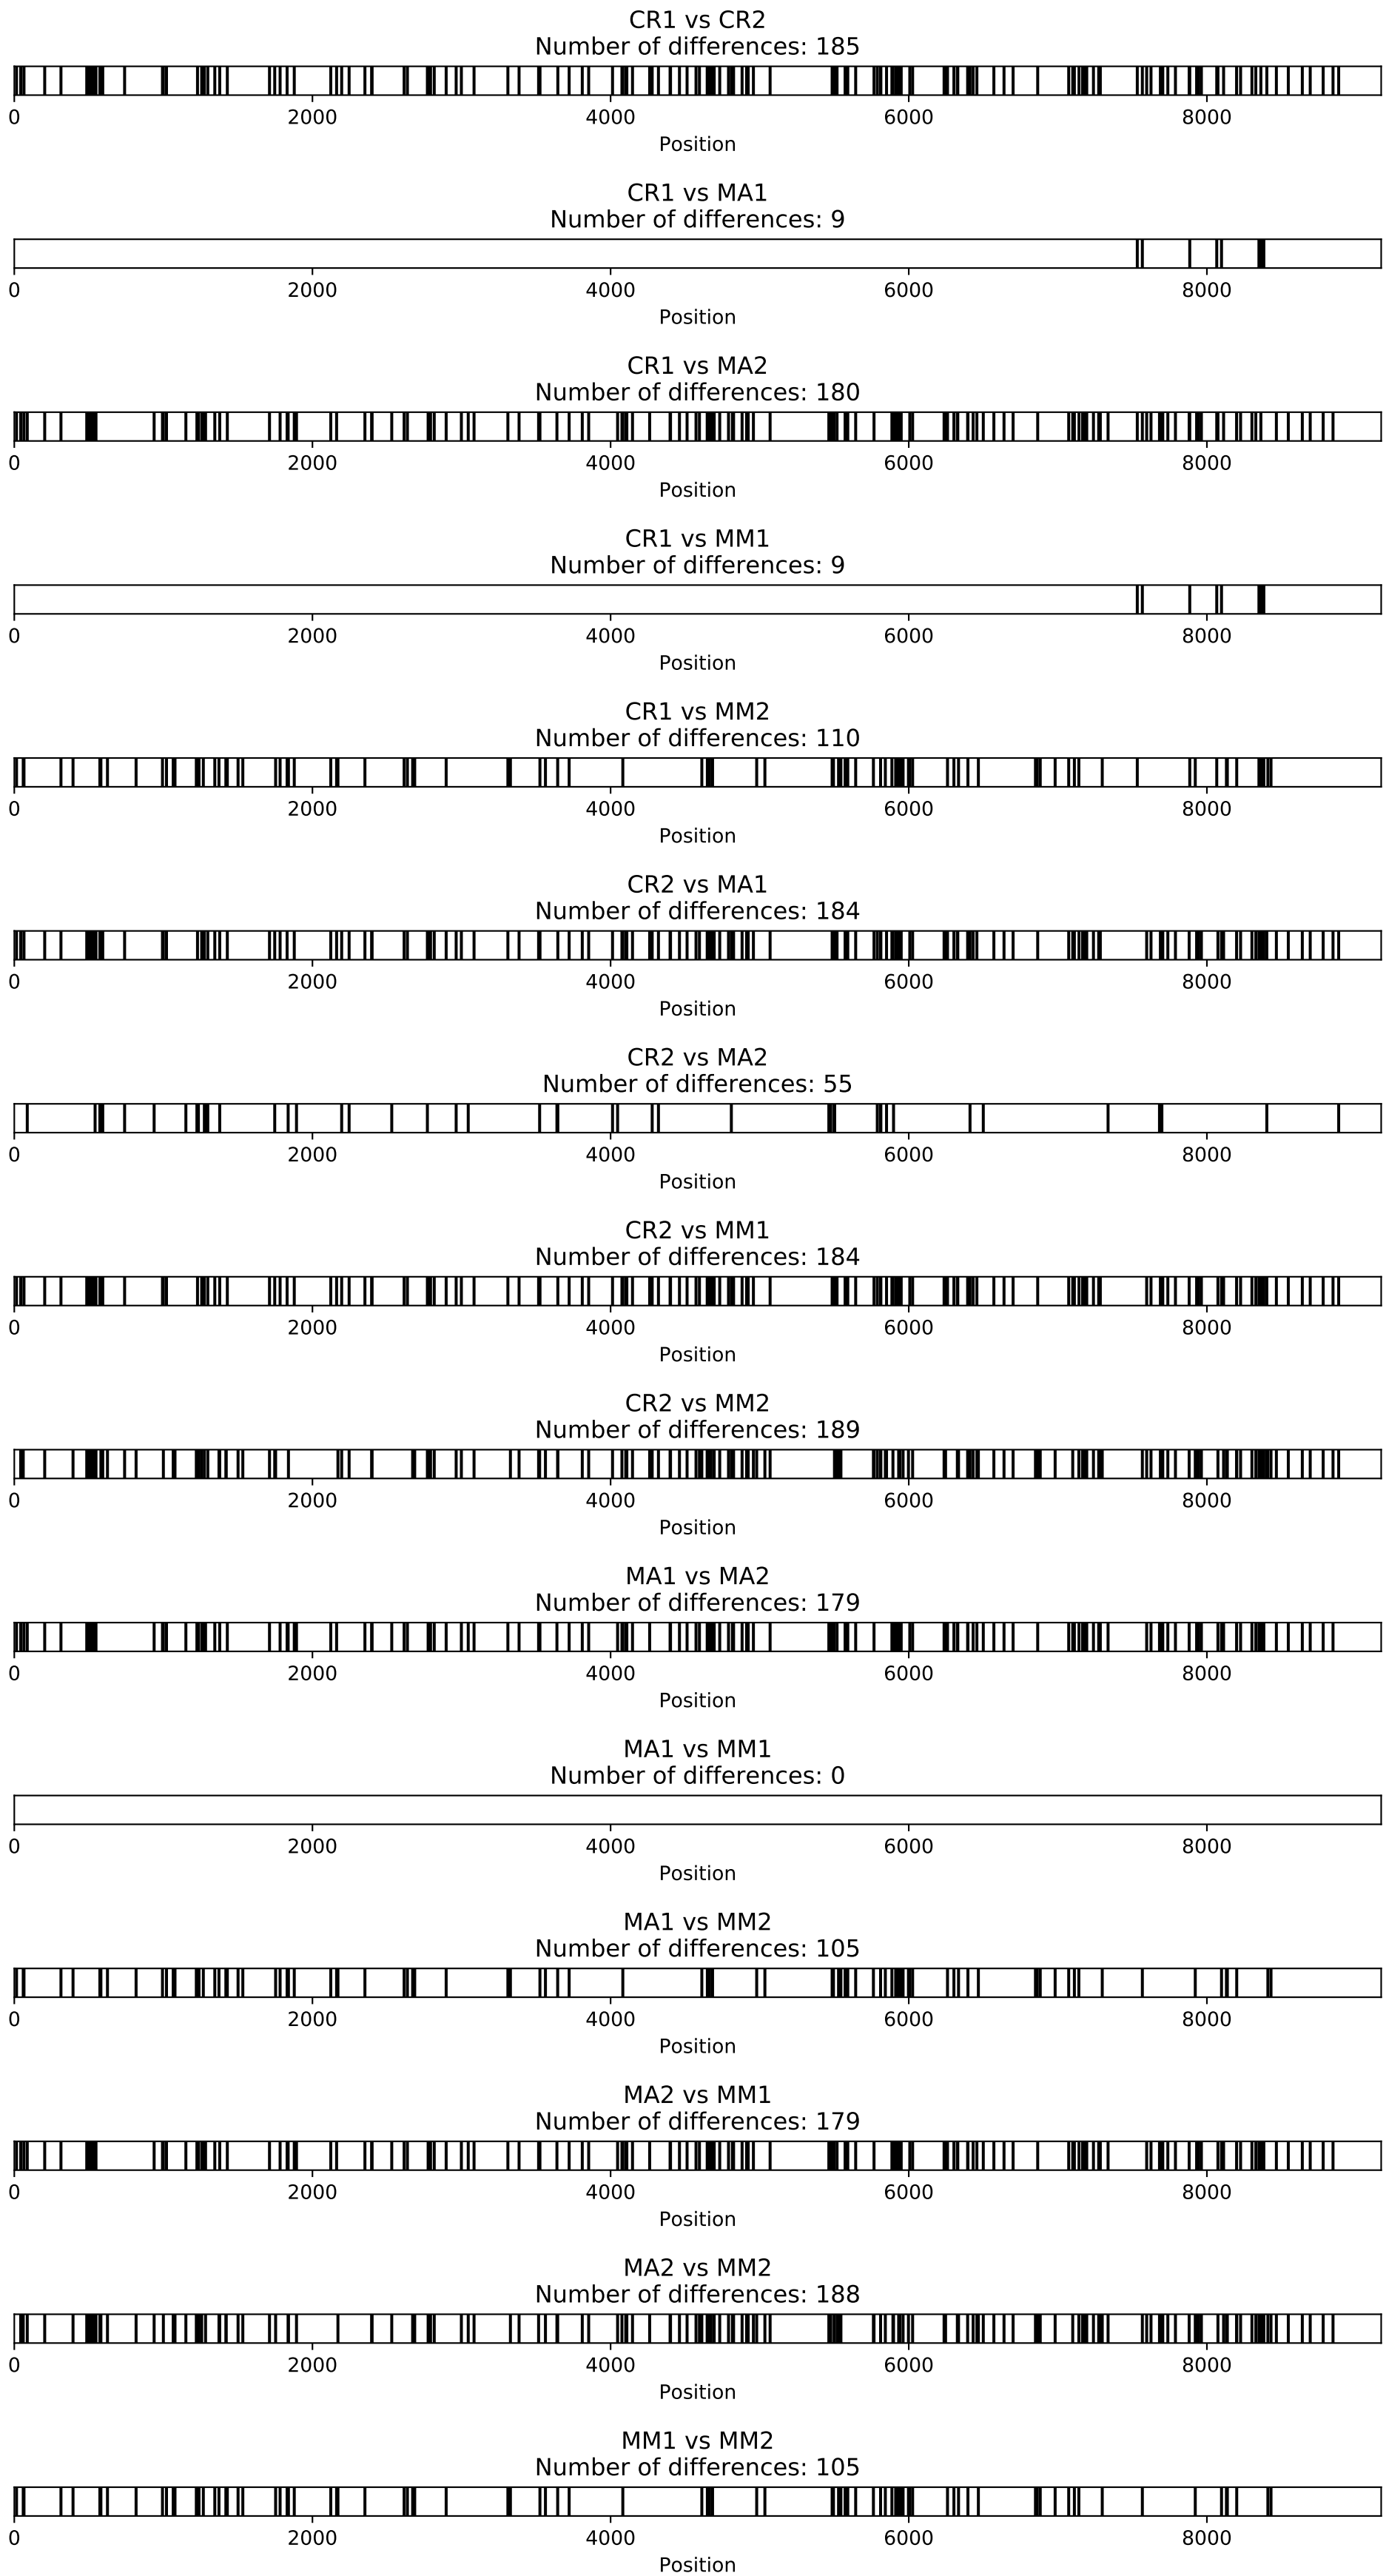 CR1 vs CR2
Number of differences: 185
0 2000 4000 6000 8000
Position
CR1 vs MA1
Number of differences: 9
0 2000 4000 6000 8000
Position
CR1 vs MA2
Number of differences: 180
0 2000 4000 6000 8000
Position
CR1 vs MM1
Number of differences: 9
0 2000 4000 6000 8000
Position
CR1 vs MM2
Number of differences: 110
0 2000 4000 6000 8000
Position
CR2 vs MA1
Number of differences: 184
0 2000 4000 6000 8000
Position
CR2 vs MA2
Number of differences: 55
0 2000 4000 6000 8000
Position
CR2 vs MM1
Number of differences: 184
0 2000 4000 6000 8000
Position
CR2 vs MM2
Number of differences: 189
0 2000 4000 6000 8000
Position
MA1 vs MA2
Number of differences: 179
0 2000 4000 6000 8000
Position
MA1 vs MM1
Number of differences: 0
0 2000 4000 6000 8000
Position
MA1 vs MM2
Number of differences: 105
0 2000 4000 6000 8000
Position
MA2 vs MM1
Number of differences: 179
0 2000 4000 6000 8000
Position
MA2 vs MM2
Number of differences: 188
0 2000 4000 6000 8000
Position
MM1 vs MM2
Number of differences: 105
0 2000 4000 6000 8000
Position